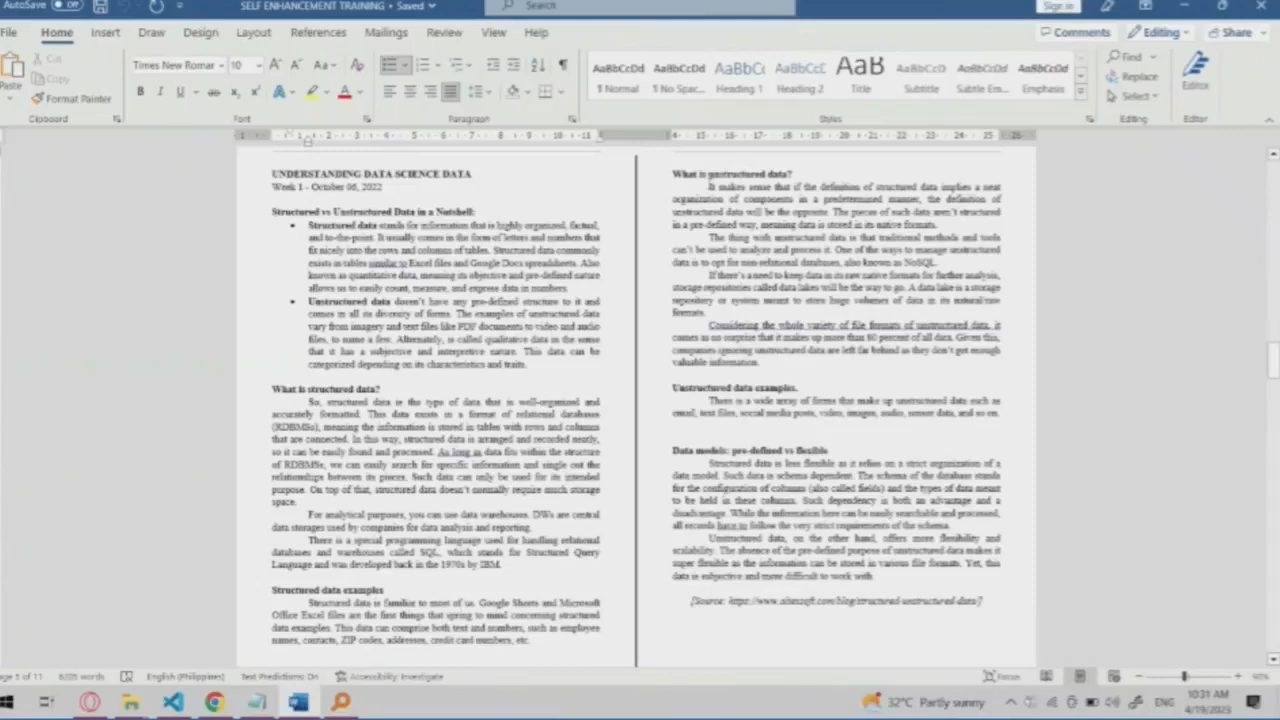 AutoSave Off
SELF ENHANCEMENT TRAINING • Saved
Search
Sign in
File Home Insert Draw Design Layout References Mailings Review View Help
Comments Editing Share
Paste
Cut
Copy
Format Painter
Clipboard
Times New Roman 10
Font
Paragraph
AaBbCcDd AaBbCcDd AaBbC AaBbCcC AaB AaBbCcD AaBbCcDd AaBbCcDd
¶ Normal ¶ No Spac... Heading 1 Heading 2 Title Subtitle Subtle Em... Emphasis
Styles
Find
Replace
Select
Editing
Editor
Editor
UNDERSTANDING DATA SCIENCE DATA
Week 1 - October 06, 2022
Structured vs Unstructured Data in a Nutshell:
• Structured data stands for information that is highly organized, factual,
and to-the-point. It usually comes in the form of letters and numbers that
fit nicely into the rows and columns of tables. Structured data commonly
exists in tables similar to Excel files and Google Docs spreadsheets. Also
known as quantitative data, meaning its objective and pre-defined nature
allows us to easily count, measure, and express data in numbers.
• Unstructured data doesn't have any pre-defined structure to it and
comes in all its diversity of forms. The examples of unstructured data
vary from imagery and text files like PDF documents to video and audio
files, to name a few. Alternately, is called qualitative data in the sense
that it has a subjective and interpretive nature. This data can be
categorized depending on its characteristics and traits.
What is structured data?
So, structured data is the type of data that is well-organized and
accurately formatted. This data exists in a format of relational databases
(RDBMSs), meaning the information is stored in tables with rows and columns
that are connected. In this way, structured data is arranged and recorded neatly,
so it can be easily found and processed. As long as data fits within the structure
of RDBMSs, we can easily search for specific information and single out the
relationships between its pieces. Such data can only be used for its intended
purpose. On top of that, structured data doesn't normally require much storage
space.
For analytical purposes, you can use data warehouses. DWs are central
data storages used by companies for data analysis and reporting.
There is a special programming language used for handling relational
databases and warehouses called SQL, which stands for Structured Query
Language and was developed back in the 1970s by IBM.
Structured data examples
Structured data is familiar to most of us. Google Sheets and Microsoft
Office Excel files are the first things that spring to mind concerning structured
data examples. This data can comprise both text and numbers, such as employee
names, contacts, ZIP codes, addresses, credit card numbers, etc.
What is unstructured data?
It makes sense that if the definition of structured data implies a neat
organization of components in a predetermined manner, the definition of
unstructured data will be the opposite. The pieces of such data aren't structured
in a pre-defined way, meaning data is stored in its native formats.
The thing with unstructured data is that traditional methods and tools
can't be used to analyze and process it. One of the ways to manage unstructured
data is to opt for non-relational databases, also known as NoSQL.
If there's a need to keep data in its raw native formats for further analysis,
storage repositories called data lakes will be the way to go. A data lake is a storage
repository or system meant to store huge volumes of data in its natural/raw
formats.
Considering the whole variety of file formats of unstructured data, it
comes as no surprise that it makes up more than 80 percent of all data. Given this,
companies ignoring unstructured data are left far behind as they don't get enough
valuable information.
Unstructured data examples.
There is a wide array of forms that make up unstructured data such as
email, text files, social media posts, video, images, audio, sensor data, and so on.
Data models: pre-defined vs flexible
Structured data is less flexible as it relies on a strict organization of a
data model. Such data is schema dependent. The schema of the database stands
for the configuration of columns (also called fields) and the types of data meant
to be held in these columns. Such dependency is both an advantage and a
disadvantage. While the information here can be easily searchable and processed,
all records have to follow the very strict requirements of the schema.
Unstructured data, on the other hand, offers more flexibility and
scalability. The absence of the pre-defined purpose of unstructured data makes it
super flexible as the information can be stored in various file formats. Yet, this
data is subjective and more difficult to work with.
[Source: https://www.altexsoft.com/blog/structured-unstructured-data/]
Page 5 of 11 6205 words English (Philippines) Text Predictions: On Accessibility: Investigate Focus 90%
32°C Partly sunny ENG 10:31 AM
4/19/2023